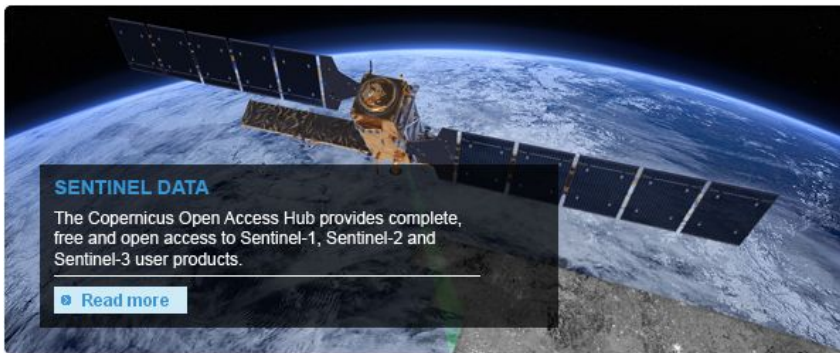 SENTINEL DATA
The Copernicus Open Access Hub provides complete,
free and open access to Sentinel-1, Sentinel-2 and
Sentinel-3 user products.
Read more